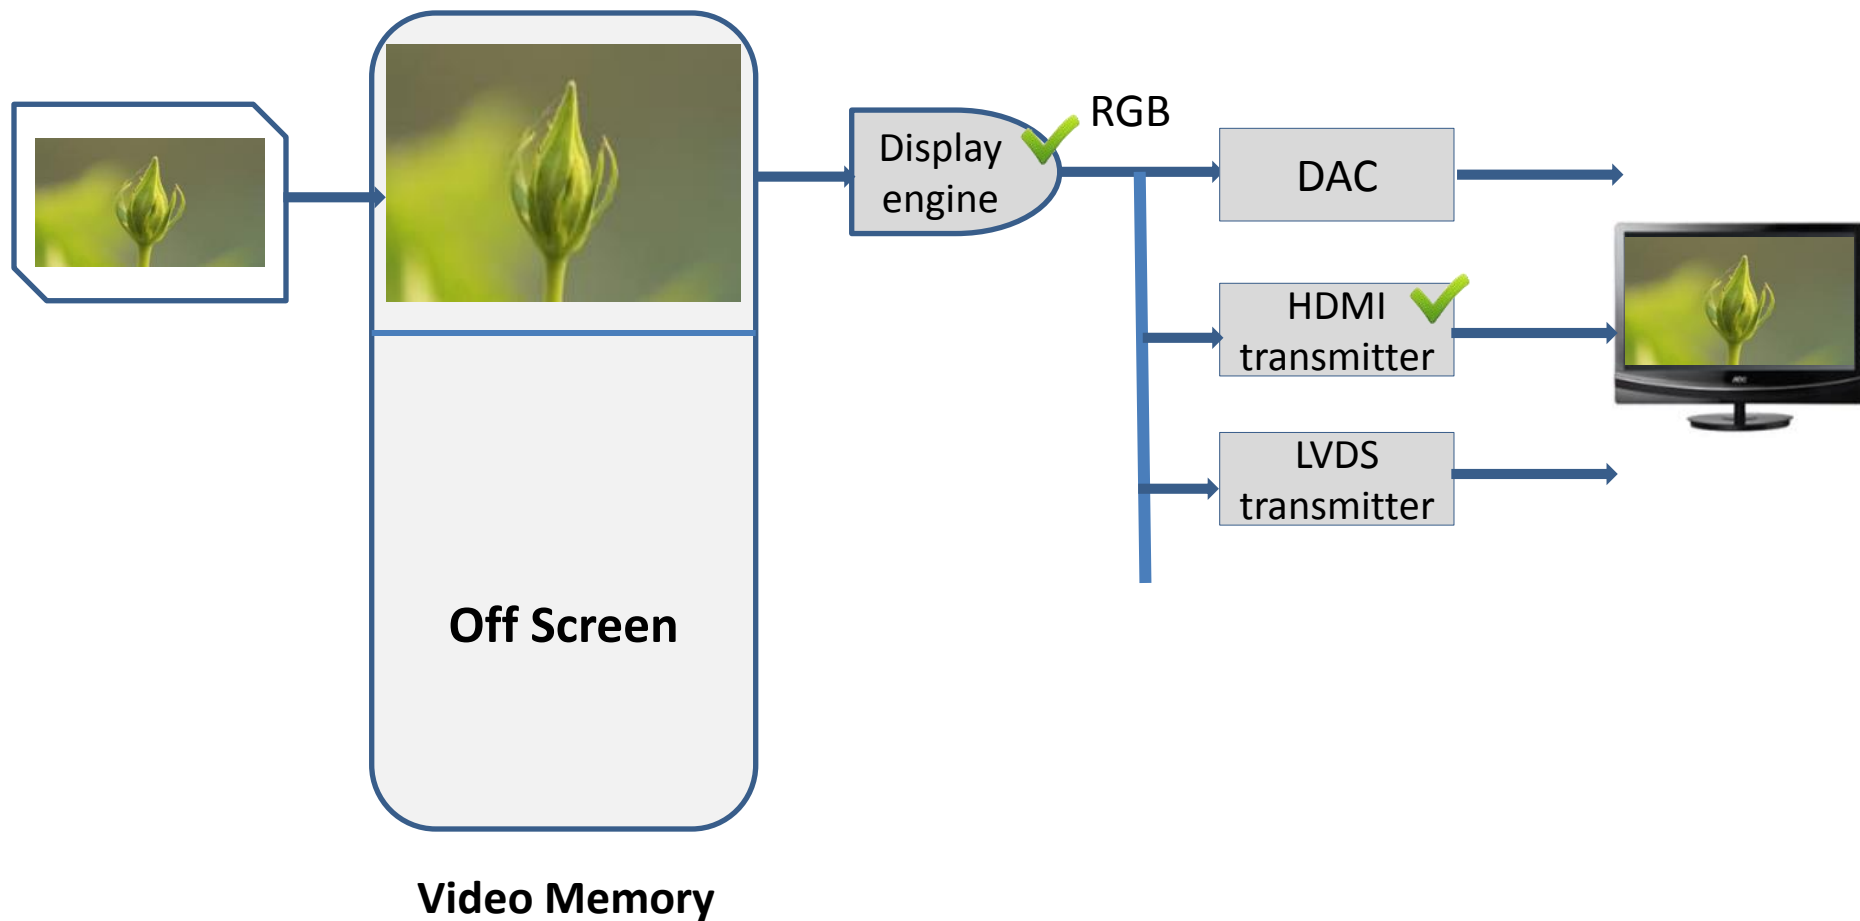 RGB
Display
engine
DAC
HDMI
transmitter
LVDS
transmitter
Off Screen
Video Memory